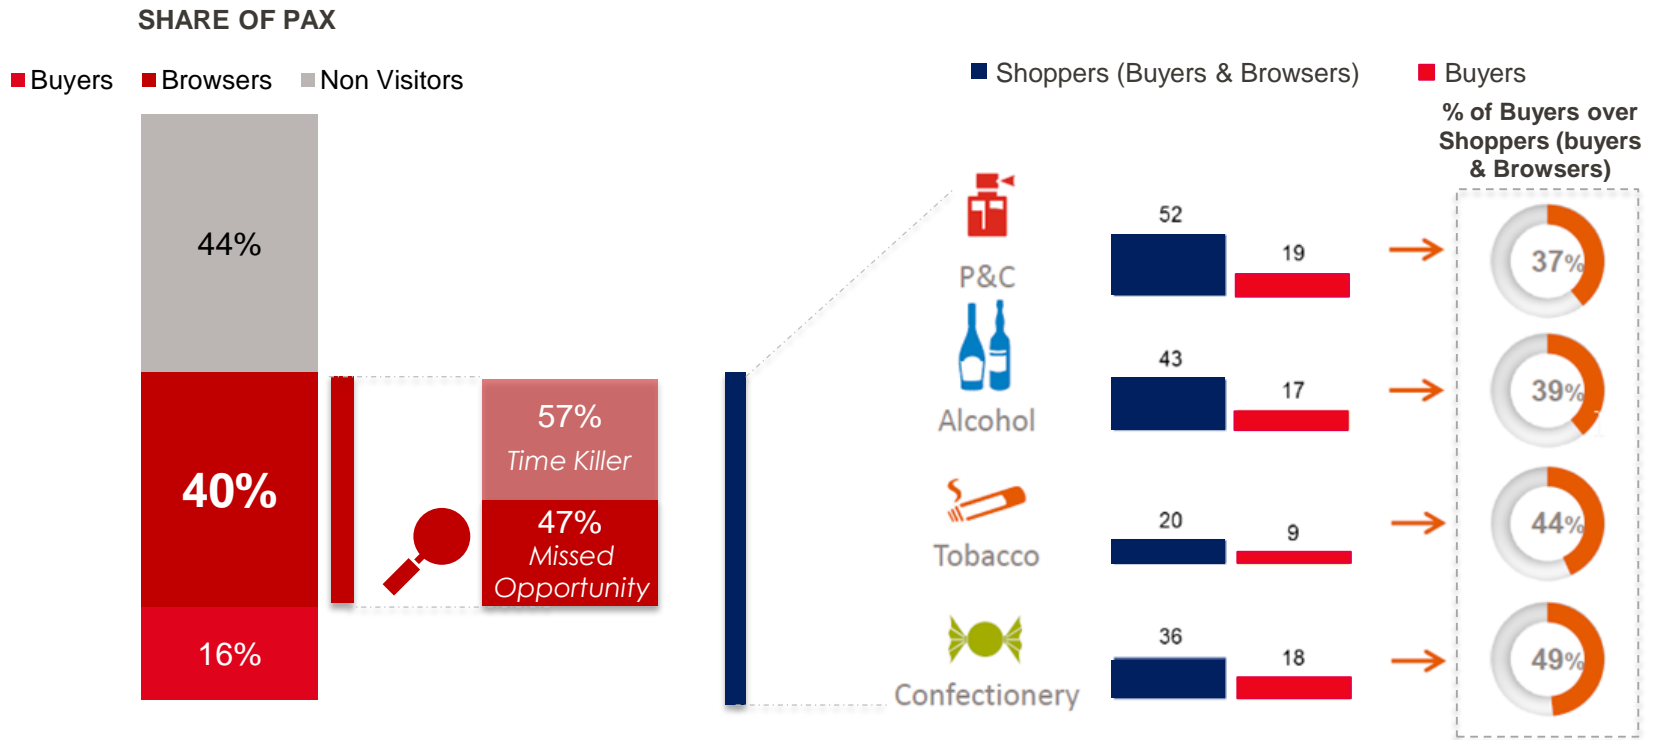 SHARE OF PAX
Buyers Browsers Non Visitors
44%
40%
16%
57%
Time Killer
47%
Missed
Opportunity
Shoppers (Buyers & Browsers) Buyers
% of Buyers over
Shoppers (buyers
& Browsers)
P&C
52
19
37%
Alcohol
43
17
39%
Tobacco
20
9
44%
Confectionery
36
18
49%